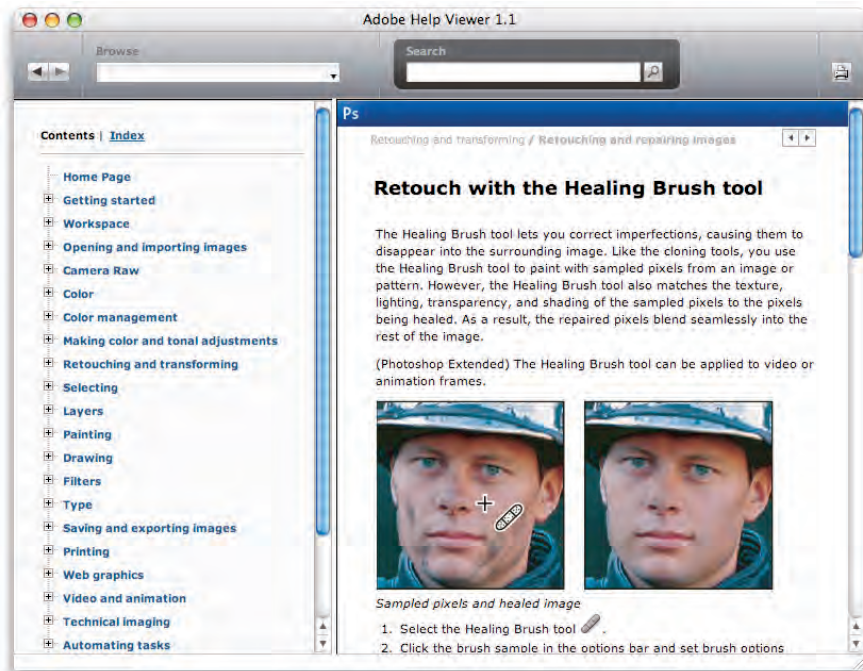 Adobe Help Viewer 1.1
Browse
Search
Contents | Index
Home Page
Getting started
Workspace
Opening and importing images
Camera Raw
Color
Color management
Making color and tonal adjustments
Retouching and transforming
Selecting
Layers
Painting
Drawing
Filters
Type
Saving and exporting images
Printing
Web graphics
Video and animation
Technical imaging
Automating tasks
Ps
Retouching and transforming / Retouching and repairing images
Retouch with the Healing Brush tool
The Healing Brush tool lets you correct imperfections, causing them to
disappear into the surrounding image. Like the cloning tools, you use
the Healing Brush tool to paint with sampled pixels from an image or
pattern. However, the Healing Brush tool also matches the texture,
lighting, transparency, and shading of the sampled pixels to the pixels
being healed. As a result, the repaired pixels blend seamlessly into the
rest of the image.
(Photoshop Extended) The Healing Brush tool can be applied to video or
animation frames.
Sampled pixels and healed image
1. Select the Healing Brush tool .
2. Click the brush sample in the options bar and set brush options